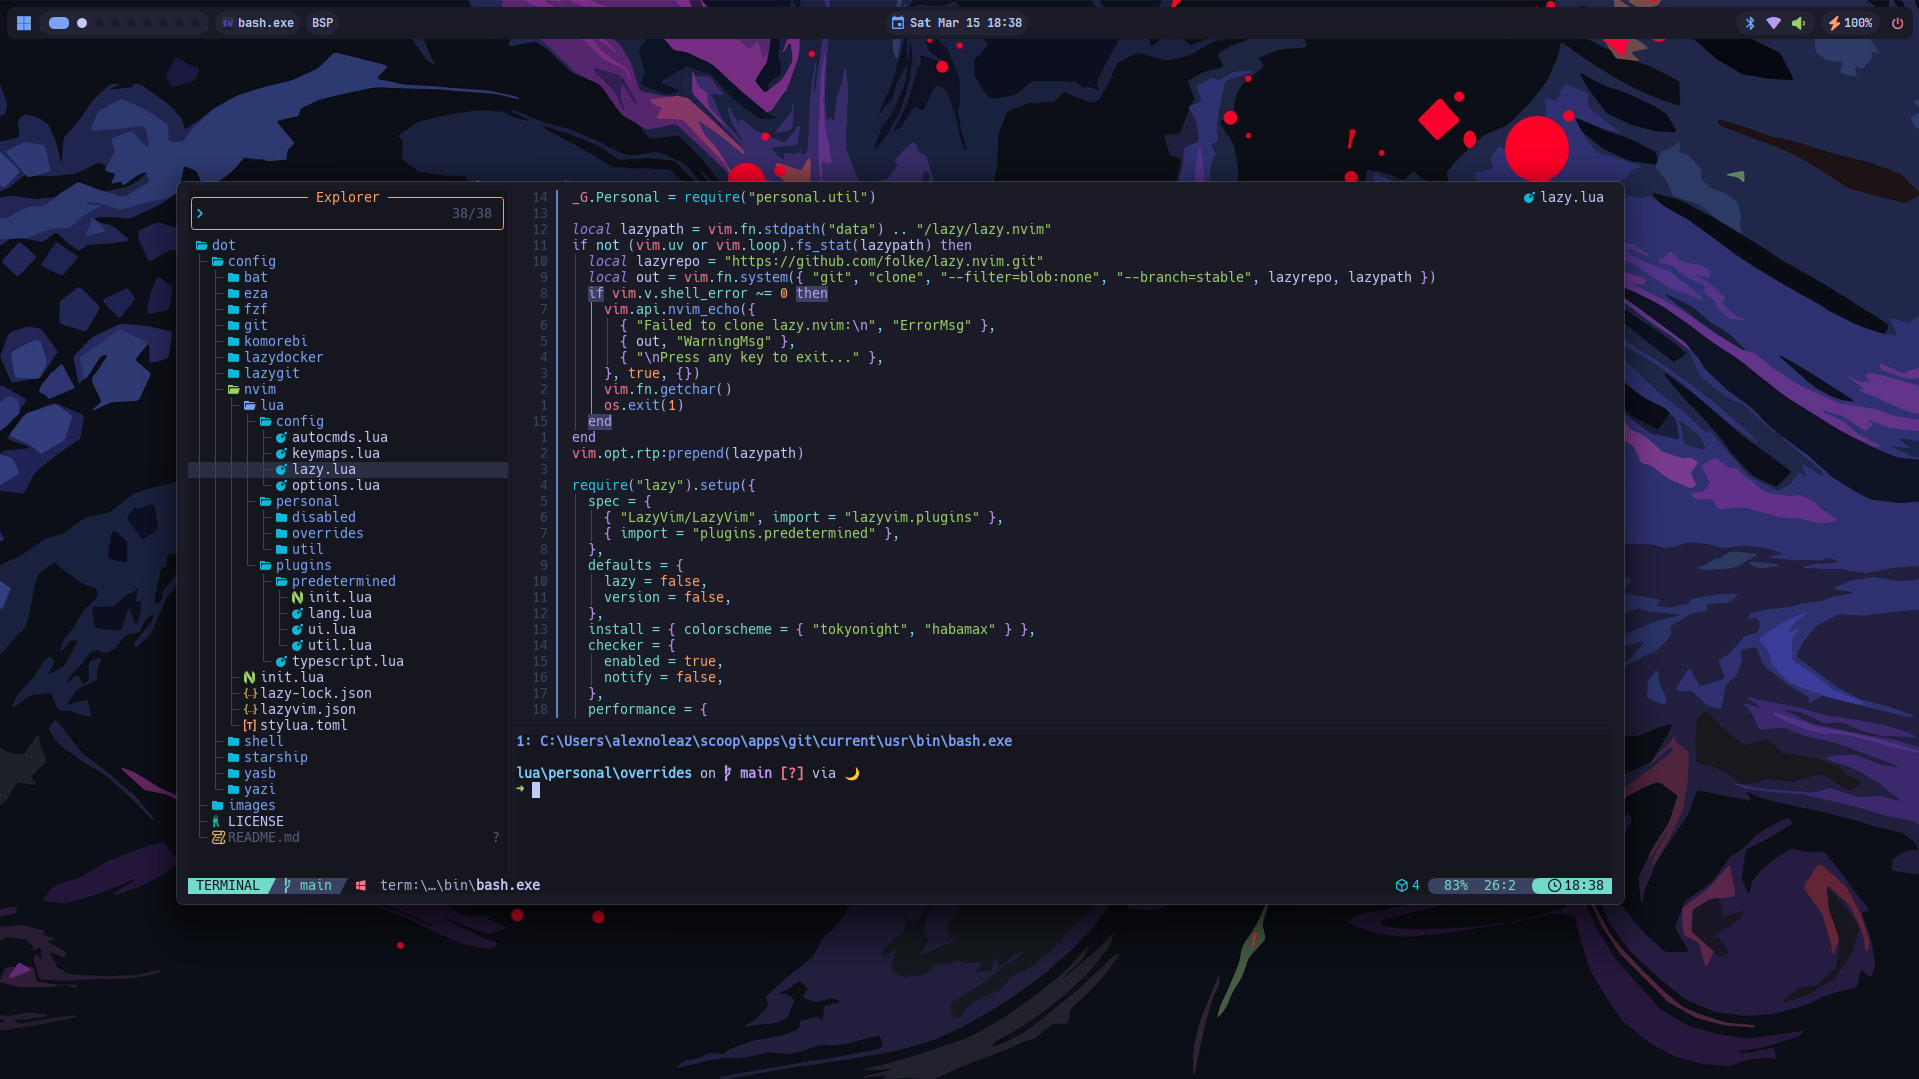 bash.exe BSP Sat Mar 15 18:38 100%
Explorer
> 38/38
dot
config
bat
eza
fzf
git
komorebi
lazydocker
lazygit
nvim
lua
config
autocmds.lua
keymaps.lua
lazy.lua
options.lua
personal
disabled
overrides
util
plugins
predetermined
init.lua
lang.lua
ui.lua
util.lua
typescript.lua
init.lua
lazy-lock.json
lazyvim.json
stylua.toml
shell
starship
yasb
yazi
images
LICENSE
README.md ?
lazy.lua
14 _G.Personal = require("personal.util")
13
12 local lazypath = vim.fn.stdpath("data") .. "/lazy/lazy.nvim"
11 if not (vim.uv or vim.loop).fs_stat(lazypath) then
10 local lazyrepo = "https://github.com/folke/lazy.nvim.git"
9 local out = vim.fn.system({ "git", "clone", "--filter=blob:none", "--branch=stable", lazyrepo, lazypath })
8 if vim.v.shell_error ~= 0 then
7 vim.api.nvim_echo({
6 { "Failed to clone lazy.nvim:\n", "ErrorMsg" },
5 { out, "WarningMsg" },
4 { "\nPress any key to exit..." },
3 }, true, {})
2 vim.fn.getchar()
1 os.exit(1)
15 end
1 end
2 vim.opt.rtp:prepend(lazypath)
3
4 require("lazy").setup({
5 spec = {
6 { "LazyVim/LazyVim", import = "lazyvim.plugins" },
7 { import = "plugins.predetermined" },
8 },
9 defaults = {
10 lazy = false,
11 version = false,
12 },
13 install = { colorscheme = { "tokyonight", "habamax" } },
14 checker = {
15 enabled = true,
16 notify = false,
17 },
18 performance = {
1: C:\Users\alexnoleaz\scoop\apps\git\current\usr\bin\bash.exe
lua\personal\overrides on main [?] via 🌙
➜
TERMINAL main term:\…\bin\bash.exe 4 83% 26:2 18:38